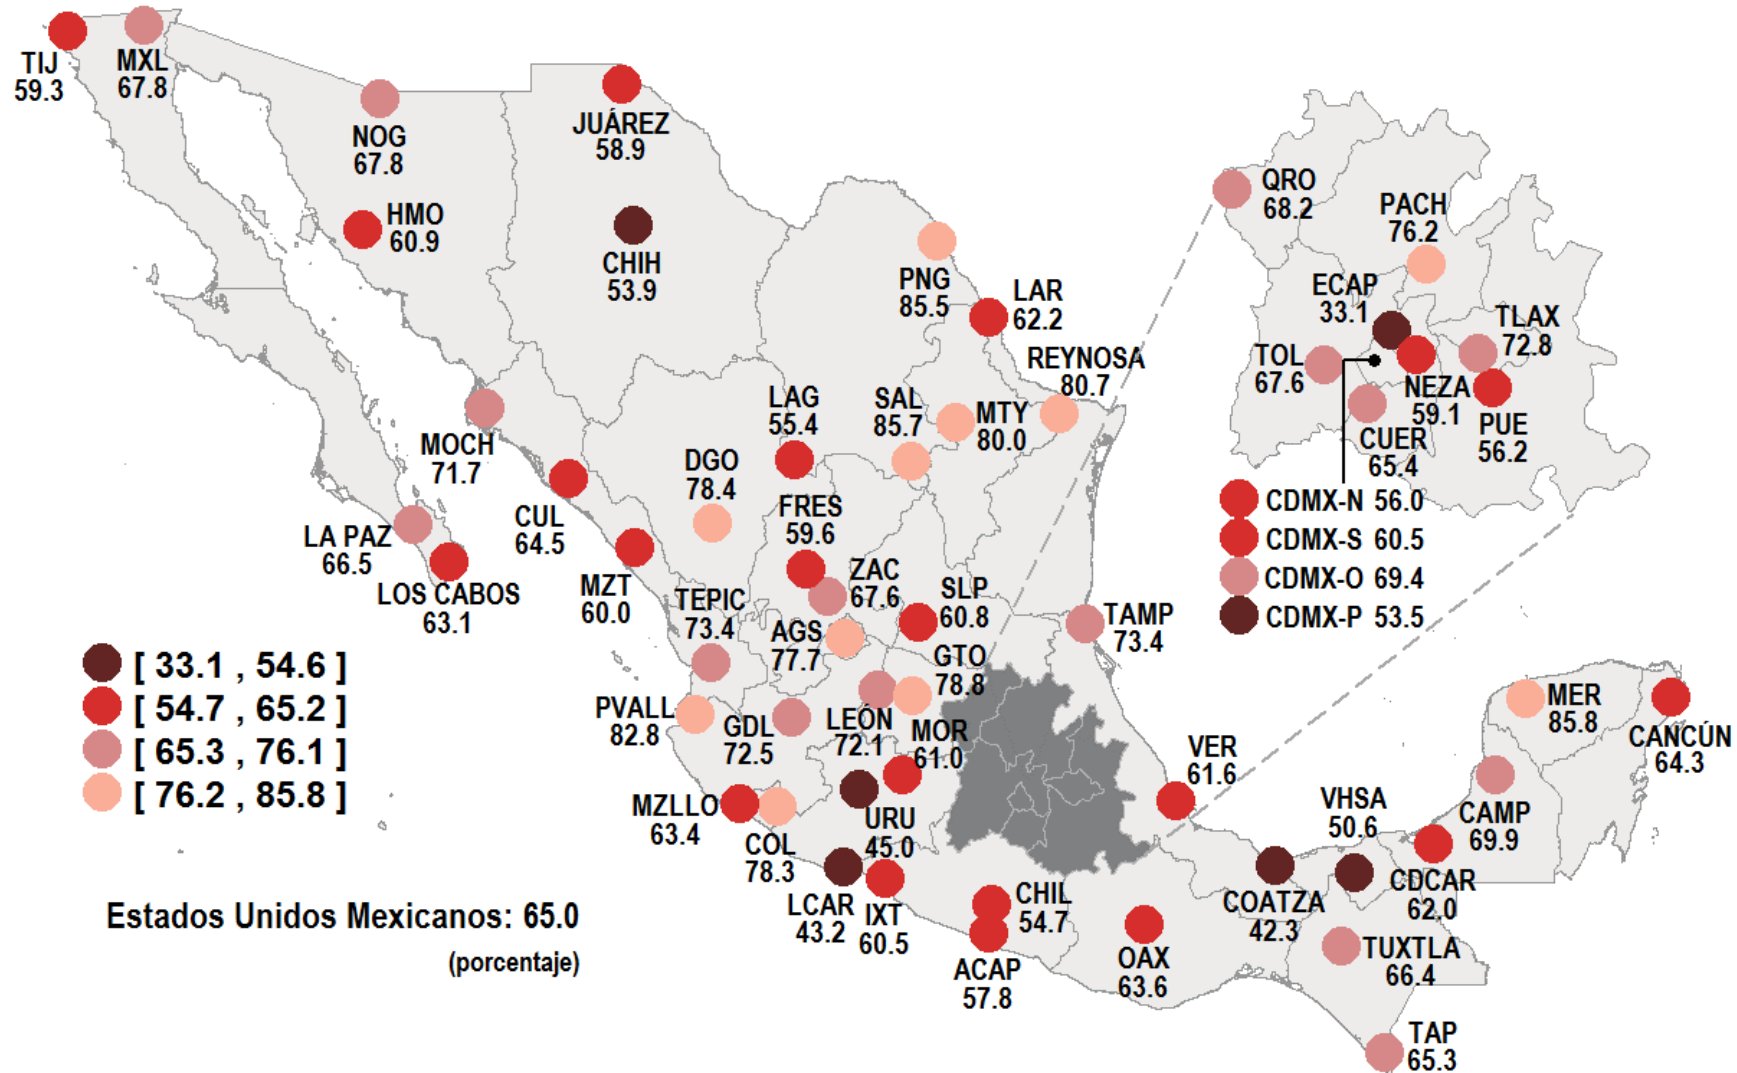 TIJ
59.3
MXL
67.8
NOG
67.8
HMO
60.9
JUÁREZ
58.9
CHIH
53.9
PNG
85.5
LAR
62.2
REYNOSA
80.7
LAG
55.4
SAL
85.7
MTY
80.0
MOCH
71.7
DGO
78.4
CUL
64.5
FRES
59.6
LA PAZ
66.5
LOS CABOS
63.1
MZT
60.0
ZAC
67.6
SLP
60.8
TEPIC
73.4
AGS
77.7
GTO
78.8
TAMP
73.4
PVALL
82.8
GDL
72.5
LEÓN
72.1
MOR
61.0
MZLLO
63.4
COL
78.3
URU
45.0
LCAR
43.2
IXT
60.5
CHIL
54.7
ACAP
57.8
OAX
63.6
VER
61.6
COATZA
42.3
VHSA
50.6
CDCAR
62.0
TUXTLA
66.4
TAP
65.3
CAMP
69.9
MER
85.8
CANCÚN
64.3
QRO
68.2
PACH
76.2
ECAP
33.1
TLAX
72.8
TOL
67.6
NEZA
59.1
CUER
65.4
PUE
56.2
CDMX-N 56.0
CDMX-S 60.5
CDMX-O 69.4
CDMX-P 53.5
[ 33.1 , 54.6 ]
[ 54.7 , 65.2 ]
[ 65.3 , 76.1 ]
[ 76.2 , 85.8 ]
Estados Unidos Mexicanos: 65.0
(porcentaje)